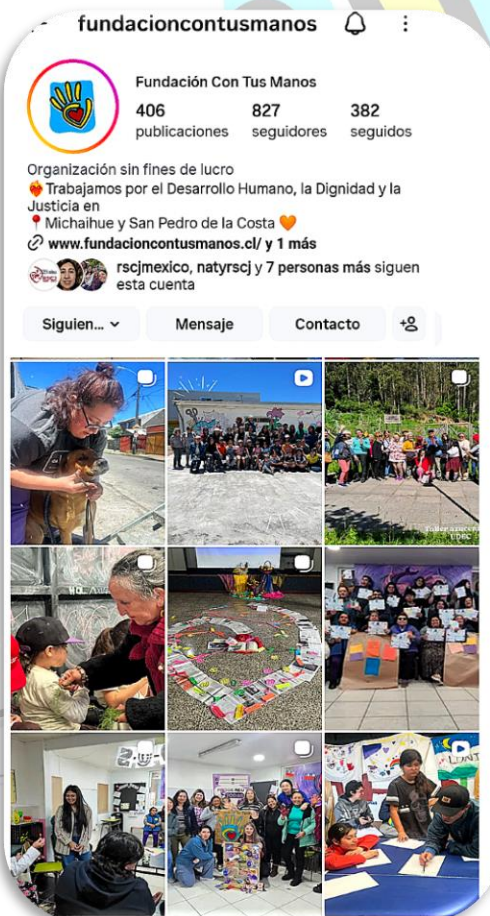 fundacioncontusmanos
Fundación Con Tus Manos
406 827 382
publicaciones seguidores seguidos
Organización sin fines de lucro
❤️‍🔥Trabajamos por el Desarrollo Humano, la Dignidad y la
Justicia en
📍Michaihue y San Pedro de la Costa 🧡
www.fundacioncontusmanos.cl/ y 1 más
rscjmexico, natyrscj y 7 personas más siguen
esta cuenta
Siguien... Mensaje Contacto
UDEC